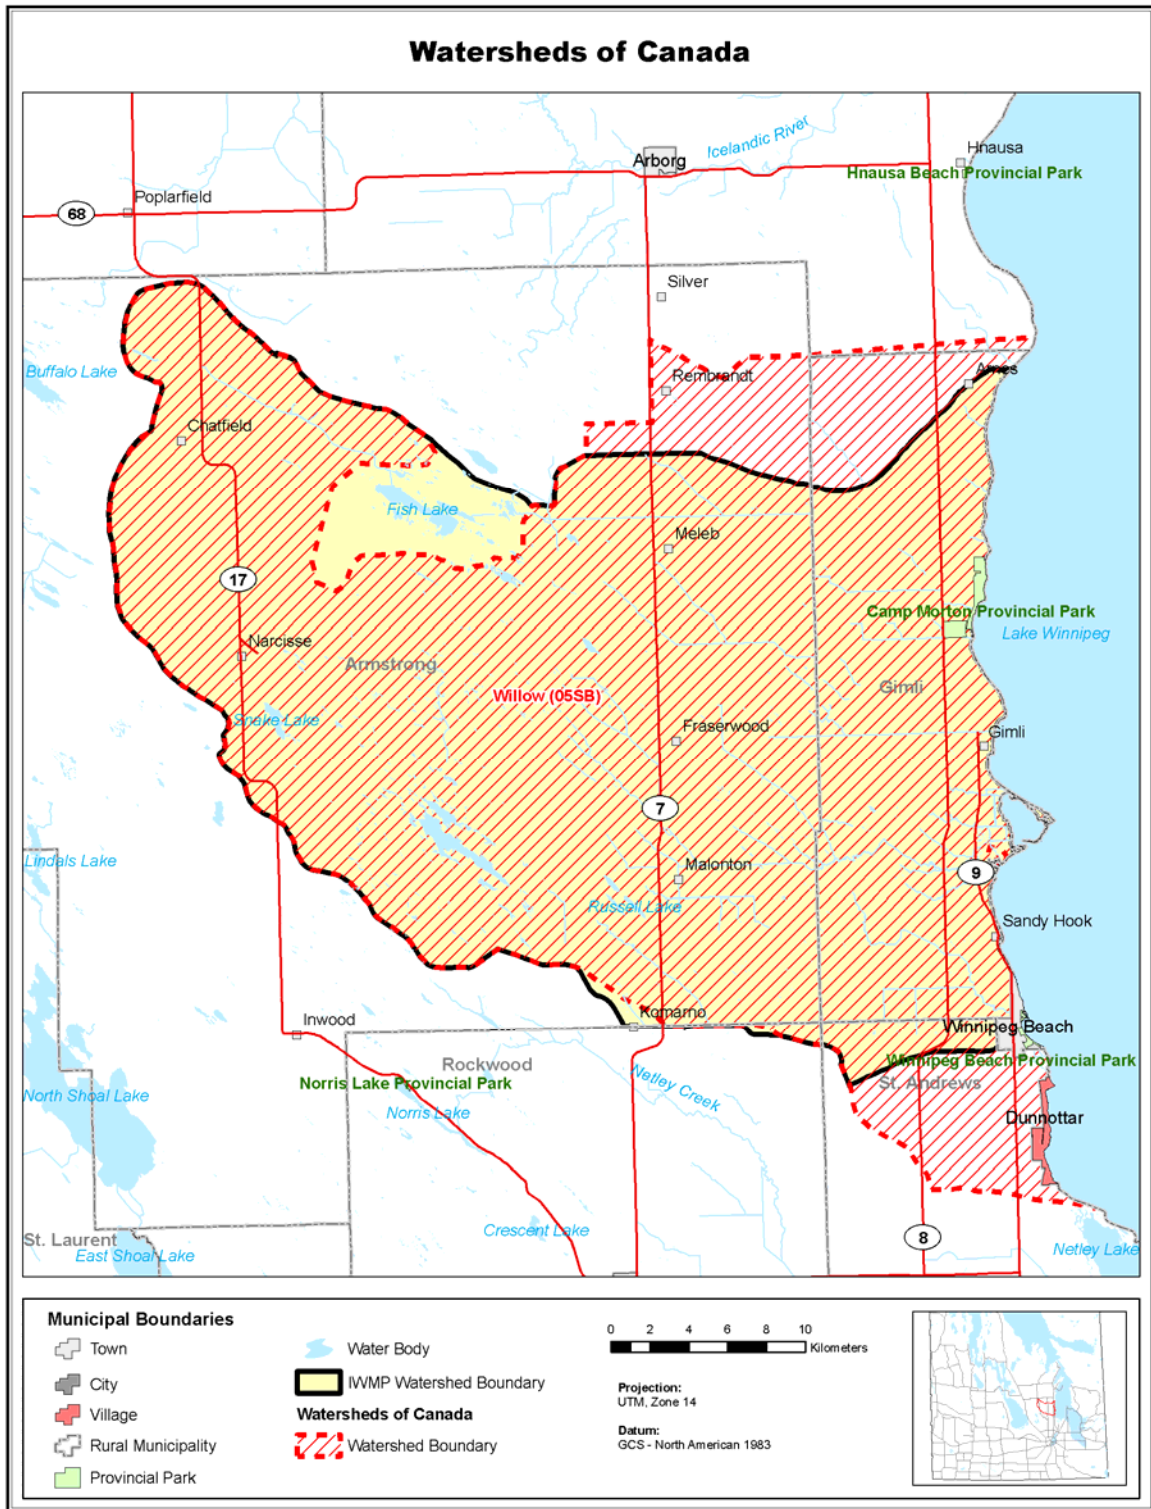 Watersheds of Canada
Icelandic River
Hnausa
Arborg
Hnausa Beach Provincial Park
Poplarfield
68
Silver
Buffalo Lake
Rembrandt
Arnes
Chatfield
Fish Lake
Meleb
17
Camp Morton Provincial Park
Lake Winnipeg
Narcisse
Armstrong
Gimli
Willow (05SB)
Snake Lake
Fraserwood
Gimli
7
Lindals Lake
Malonton
9
Russell Lake
Sandy Hook
Komarno
Inwood
Winnipeg Beach
Rockwood
Winnipeg Beach Provincial Park
Norris Lake Provincial Park
St. Andrews
North Shoal Lake
Netley Creek
Norris Lake
Dunnottar
Crescent Lake
8
St. Laurent
East Shoal Lake
Netley Lake
Municipal Boundaries
Town
City
Village
Rural Municipality
Provincial Park
Water Body
IWMP Watershed Boundary
Watersheds of Canada
Watershed Boundary
0 2 4 6 8 10
Kilometers
Projection:
UTM, Zone 14
Datum:
GCS - North American 1983